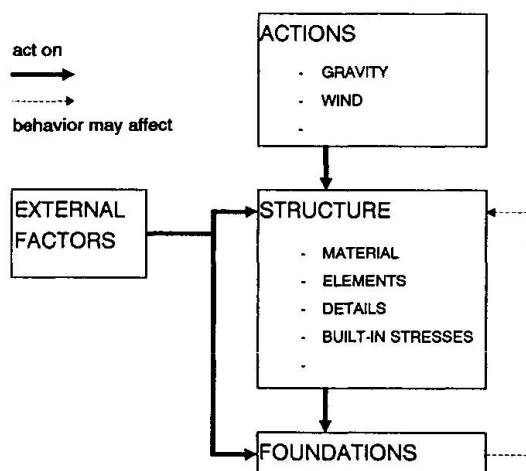 act on
behavior may affect
ACTIONS
- GRAVITY
- WIND
-
EXTERNAL
FACTORS
STRUCTURE
- MATERIAL
- ELEMENTS
- DETAILS
- BUILT-IN STRESSES
-
FOUNDATIONS